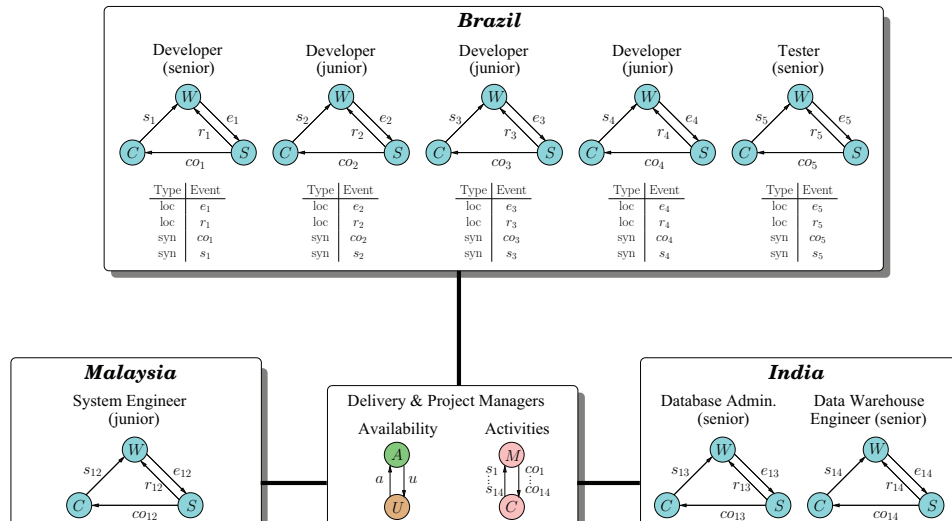 Brazil
Developer
(senior)
W
s1
e1
r1
C
S
co1
Type Event
loc e1
loc r1
syn co1
syn s1
Developer
(junior)
W
s2
e2
r2
C
S
co2
Type Event
loc e2
loc r2
syn co2
syn s2
Developer
(junior)
W
s3
e3
r3
C
S
co3
Type Event
loc e3
loc r3
syn co3
syn s3
Developer
(junior)
W
s4
e4
r4
C
S
co4
Type Event
loc e4
loc r4
syn co4
syn s4
Tester
(senior)
W
s5
e5
r5
C
S
co5
Type Event
loc e5
loc r5
syn co5
syn s5
Malaysia
System Engineer
(junior)
W
s12
e12
r12
C
S
co12
Delivery & Project Managers
Availability
A
a
u
U
Activities
M
s1 co1
s14 co14
C
India
Database Admin.
(senior)
W
s13
e13
r13
C
S
co13
Data Warehouse
Engineer (senior)
W
s14
e14
r14
C
S
co14